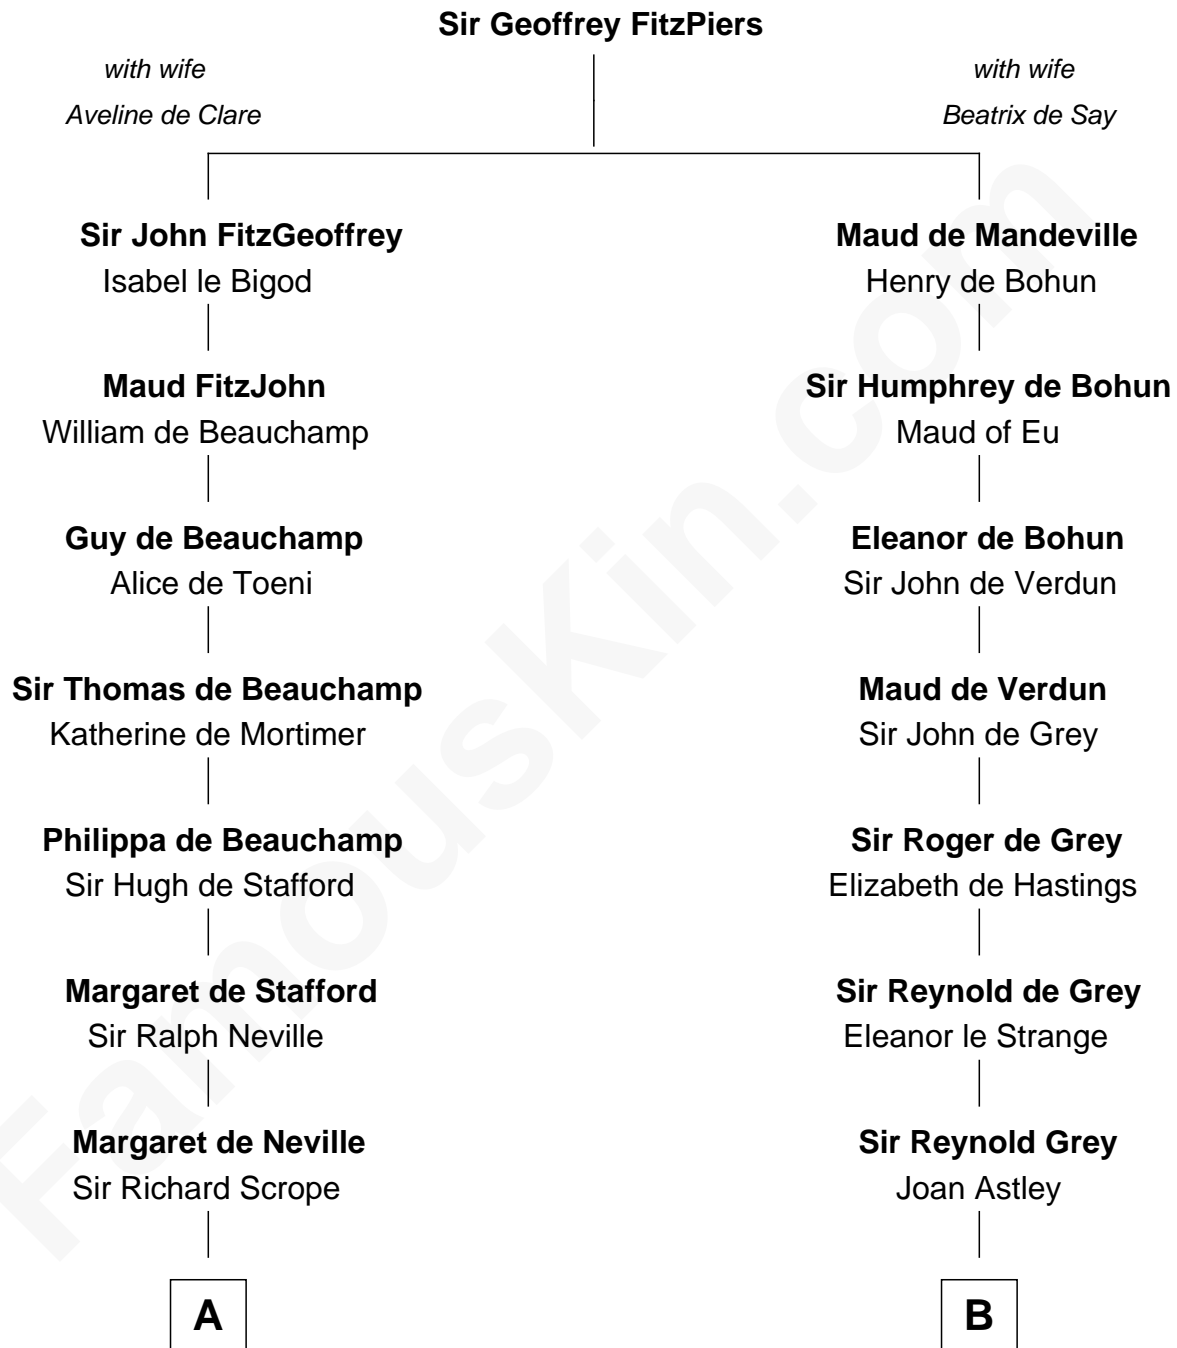 Sir Geoffrey FitzPiers
with wife
Aveline de Clare
with wife
Beatrix de Say
Sir John FitzGeoffrey
Isabel le Bigod
Maud de Mandeville
Henry de Bohun
Maud FitzJohn
William de Beauchamp
Sir Humphrey de Bohun
Maud of Eu
Guy de Beauchamp
Alice de Toeni
Eleanor de Bohun
Sir John de Verdun
Sir Thomas de Beauchamp
Katherine de Mortimer
Maud de Verdun
Sir John de Grey
Philippa de Beauchamp
Sir Hugh de Stafford
Sir Roger de Grey
Elizabeth de Hastings
Margaret de Stafford
Sir Ralph Neville
Sir Reynold de Grey
Eleanor le Strange
Margaret de Neville
Sir Richard Scrope
Sir Reynold Grey
Joan Astley
A
B
FamousKin.com